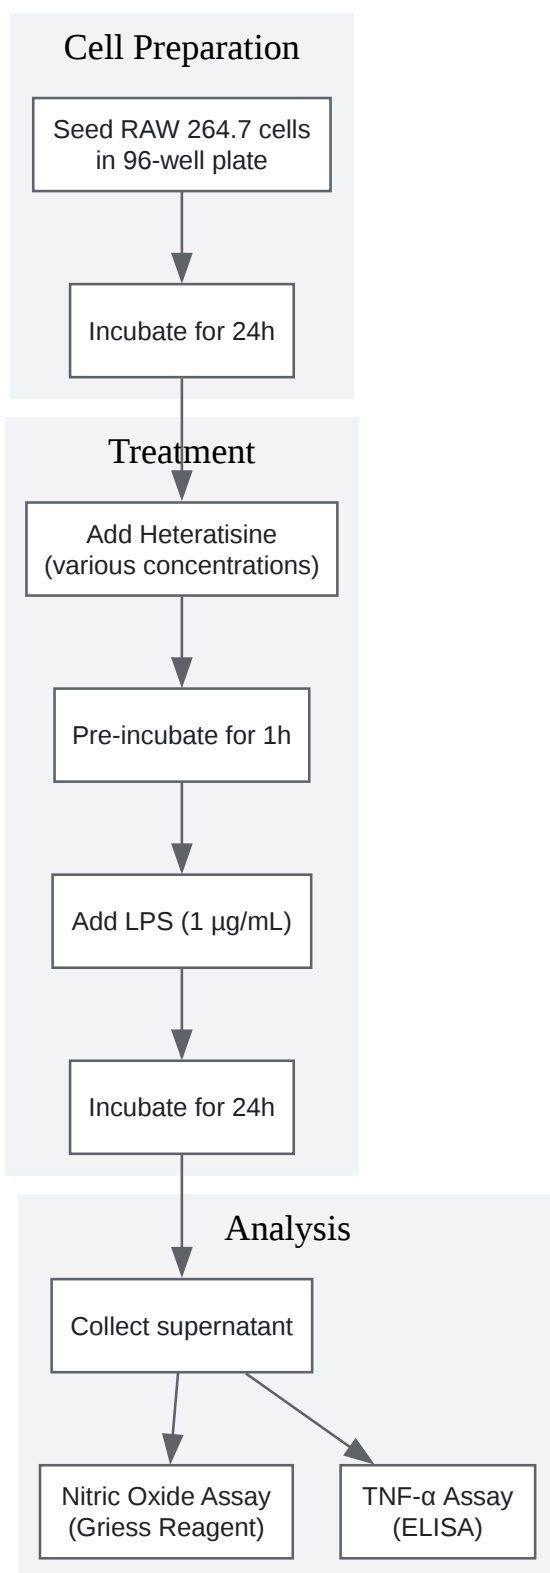 Cell Preparation
Seed RAW 264.7 cells
in 96-well plate
Incubate for 24h
Treatment
Add Heteratisine
(various concentrations)
Pre-incubate for 1h
Add LPS (1 µg/mL)
Incubate for 24h
Analysis
Collect supernatant
Nitric Oxide Assay
(Griess Reagent)
TNF-α Assay
(ELISA)